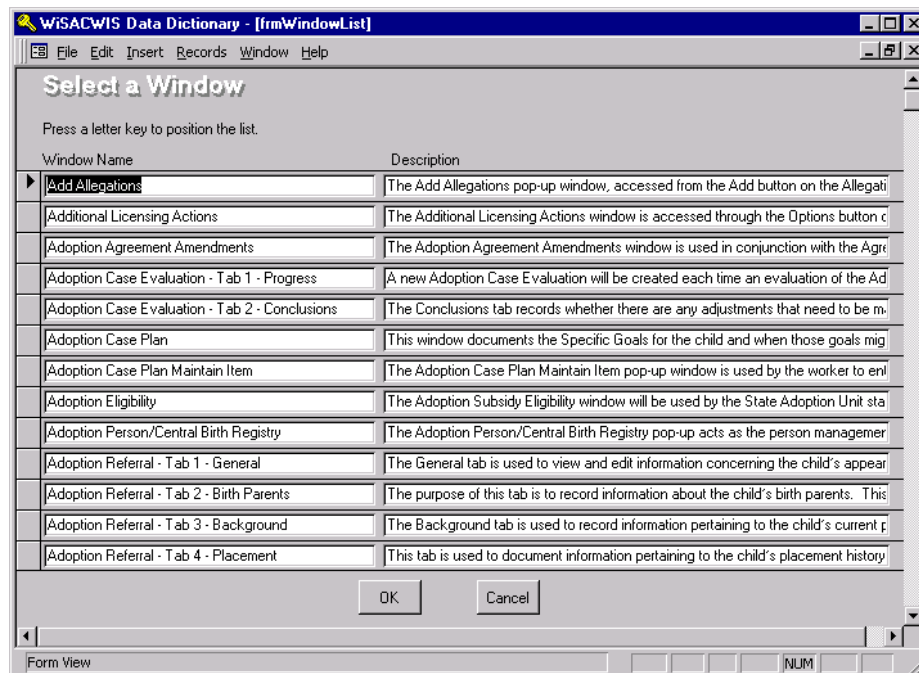 WiSACWIS Data Dictionary - [frmWindowList]
File Edit Insert Records Window Help
Select a Window
Press a letter key to position the list.
Window Name Description
Add Allegations The Add Allegations pop-up window, accessed from the Add button on the Allegati
Additional Licensing Actions The Additional Licensing Actions window is accessed through the Options button
Adoption Agreement Amendments The Adoption Agreement Amendments window is used in conjunction with the Agre
Adoption Case Evaluation - Tab 1 - Progress A new Adoption Case Evaluation will be created each time an evaluation of the Ad
Adoption Case Evaluation - Tab 2 - Conclusions The Conclusions tab records whether there are any adjustments that need to be m
Adoption Case Plan This window documents the Specific Goals for the child and when those goals mig
Adoption Case Plan Maintain Item The Adoption Case Plan Maintain Item pop-up window is used by the worker to ent
Adoption Eligibility The Adoption Subsidy Eligibility window will be used by the State Adoption Unit sta
Adoption Person/Central Birth Registry The Adoption Person/Central Birth Registry pop-up acts as the person managemer
Adoption Referral - Tab 1 - General The General tab is used to view and edit information concerning the child's appear
Adoption Referral - Tab 2 - Birth Parents The purpose of this tab is to record information about the child's birth parents. This
Adoption Referral - Tab 3 - Background The Background tab is used to record information pertaining to the child's current p
Adoption Referral - Tab 4 - Placement This tab is used to document information pertaining to the child's placement history
OK Cancel
Form View NUM